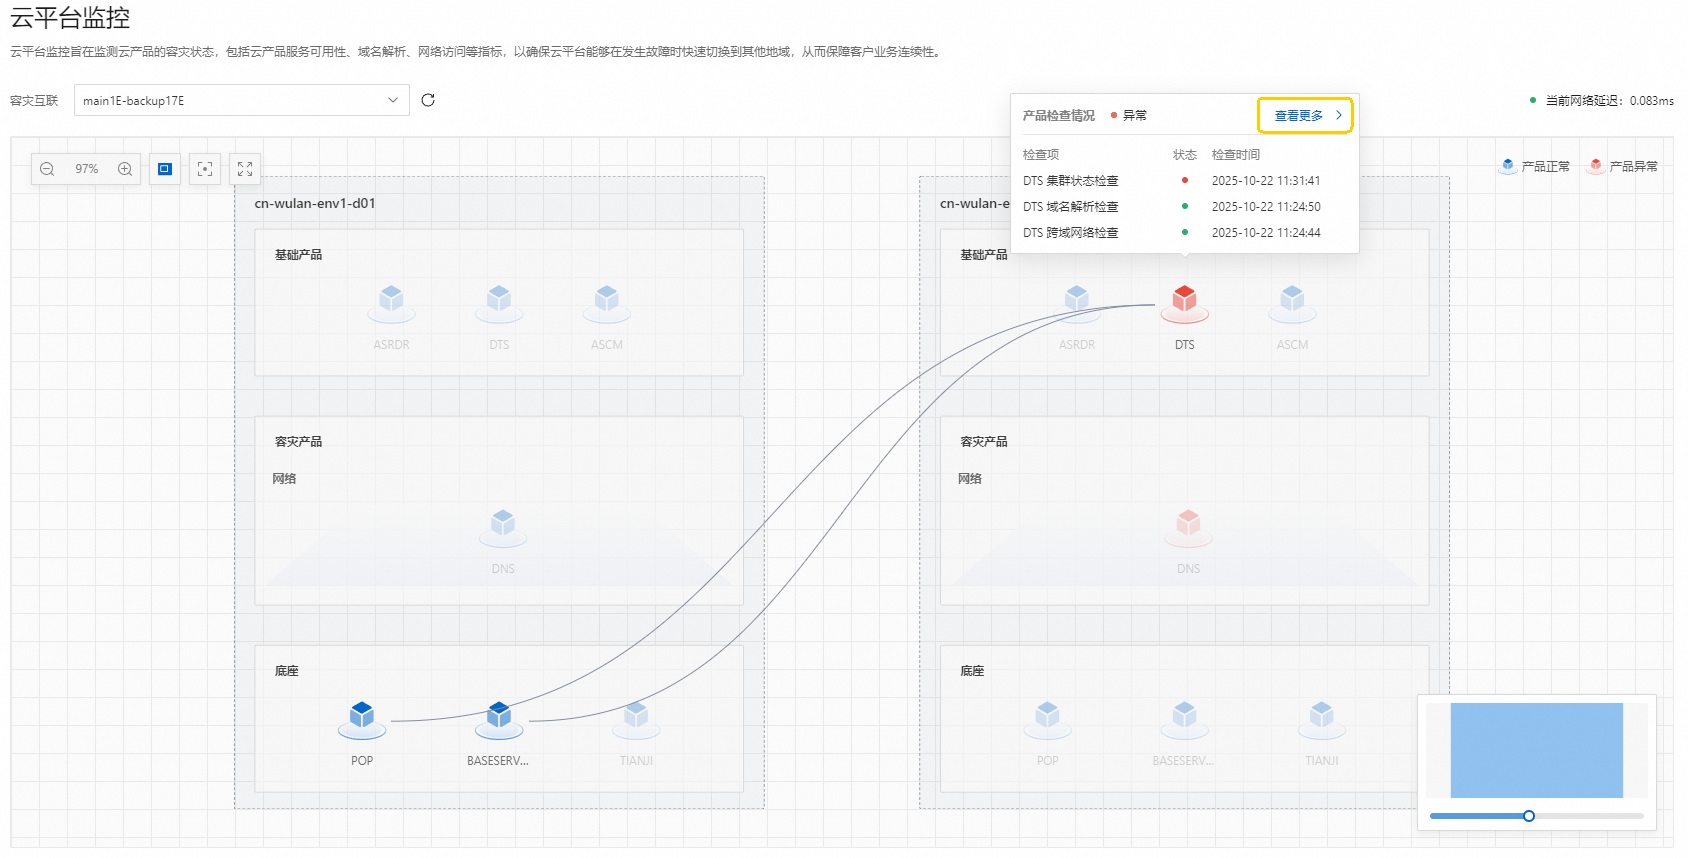 云平台监控
云平台监控旨在监测云产品的容灾状态，包括云产品服务可用性、域名解析、网络访问等指标，以确保云平台能够在发生故障时快速切换到其他地域，从而保障客户业务连续性。
容灾互联 main1E-backup17E
当前网络延迟：0.083ms
产品检查情况 异常 查看更多
检查项 状态 检查时间
DTS 集群状态检查 2025-10-22 11:31:41
DTS 域名解析检查 2025-10-22 11:24:50
DTS 跨域网络检查 2025-10-22 11:24:44
97%
产品正常 产品异常
cn-wulan-env1-d01
基础产品
ASRDR DTS ASCM
容灾产品
网络
DNS
底座
POP BASESERV... TIANJI
cn-wulan-e
基础产品
ASRDR DTS ASCM
容灾产品
网络
DNS
底座
POP BASESERV... TIANJI